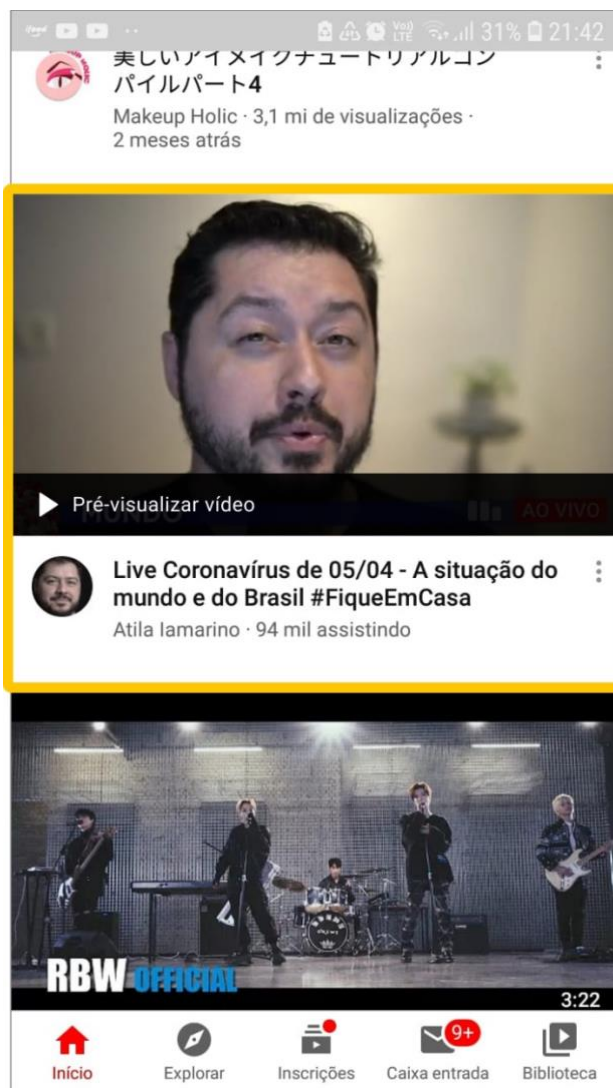 31% 21:42
美しいアイメイクチュートリアルコン
パイルパート4
Makeup Holic · 3,1 mi de visualizações ·
2 meses atrás
Pré-visualizar vídeo
MUNDO
AO VIVO
Live Coronavírus de 05/04 - A situação do
mundo e do Brasil #FiqueEmCasa
Atila Iamarino · 94 mil assistindo
RBW OFFICIAL
3:22
9+
Início Explorar Inscrições Caixa entrada Biblioteca